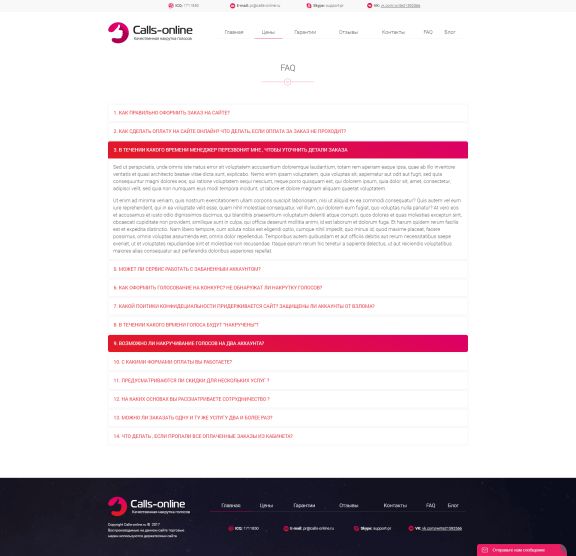 ICQ: 1711630 E-mail: pr@calls-online.ru Skype: support-pr VK: vk.com/write?1592566
Calls-online
Качественная накрутка голосов
Главная Цены Гарантии Отзывы Контакты FAQ Блог
FAQ
1. КАК ПРАВИЛЬНО ОФОРМИТЬ ЗАКАЗ НА САЙТЕ?
2. КАК СДЕЛАТЬ ОПЛАТУ НА САЙТЕ ОНЛАЙН? ЧТО ДЕЛАТЬ, ЕСЛИ ОПЛАТА ЗА ЗАКАЗ НЕ ПРОХОДИТ?
3. В ТЕЧЕНИИ КАКОГО ВРЕМЕНИ МЕНЕДЖЕР ПЕРЕЗВОНИТ МНЕ , ЧТОБЫ УТОЧНИТЬ ДЕТАЛИ ЗАКАЗА
Sed ut perspiciatis, unde omnis iste natus error sit voluptatem accusantium doloremque laudantium, totam rem aperiam eaque ipsa, quae ab illo inventore
veritatis et quasi architecto beatae vitae dicta sunt, explicabo. Nemo enim ipsam voluptatem, quia voluptas sit, aspernatur aut odit aut fugit, sed quia
consequuntur magni dolores eos, qui ratione voluptatem sequi nesciunt, neque porro quisquam est, qui dolorem ipsum, quia dolor sit, amet, consectetur,
adipisci velit, sed quia non numquam eius modi tempora incidunt, ut labore et dolore magnam aliquam quaerat voluptatem.
Ut enim ad minima veniam, quis nostrum exercitationem ullam corporis suscipit laboriosam, nisi ut aliquid ex ea commodi consequatur? Quis autem vel eum
iure reprehenderit, qui in ea voluptate velit esse, quam nihil molestiae consequatur, vel illum, qui dolorem eum fugiat, quo voluptas nulla pariatur? At vero eos
et accusamus et iusto odio dignissimos ducimus, qui blanditiis praesentium voluptatum deleniti atque corrupti, quos dolores et quas molestias excepturi sint,
obcaecati cupiditate non provident, similique sunt in culpa, qui officia deserunt mollitia animi, id est laborum et dolorum fuga. Et harum quidem rerum facilis
est et expedita distinctio. Nam libero tempore, cum soluta nobis est eligendi optio, cumque nihil impedit, quo minus id, quod maxime placeat, facere
possimus, omnis voluptas assumenda est, omnis dolor repellendus. Temporibus autem quibusdam et aut officiis debitis aut rerum necessitatibus saepe
eveniet, ut et voluptates repudiandae sint et molestiae non recusandae. Itaque earum rerum hic tenetur a sapiente delectus, ut aut reiciendis voluptatibus
maiores alias consequatur aut perferendis doloribus asperiores repellat.
5. МОЖЕТ ЛИ СЕРВИС РАБОТАТЬ С ЗАБАНЕННЫМ АККАУНТОМ?
6. КАК ОФОРМИТЬ ГОЛОСОВАНИЕ НА КОНКУРС? НЕ ОБНАРУЖАТ ЛИ НАКРУТКУ ГОЛОСОВ?
7. КАКОЙ ПОИТИКИ КОНФИДЕЦИАЛЬНОСТИ ПРИДЕРЖИВАЕТСЯ САЙТ? ЗАЩИЩЕНЫ ЛИ АККАУНТЫ ОТ ВЗЛОМА?
8. В ТЕЧЕНИИ КАКОГО ВРЕМЕНИ ГОЛОСА БУДУТ "НАКРУЧЕНЫ"?
9. ВОЗМОЖНО ЛИ НАКРУЧИВАНИЕ ГОЛОСОВ НА ДВА АККАУНТА?
10. С КАКИМИ ФОРМАМИ ОПЛАТЫ ВЫ РАБОТАЕТЕ?
11. ПРЕДУСМАТРИВАЮТСЯ ЛИ СКИДКИ ДЛЯ НЕСКОЛЬКИХ УСЛУГ ?
12. НА КАКИХ ОСНОВАХ ВЫ РАССМАТРИВАЕТЕ СОТРУДНИЧЕСТВО ?
13. МОЖНО ЛИ ЗАКАЗАТЬ ОДНУ И ТУ ЖЕ УСЛУГУ ДВА И БОЛЕЕ РАЗ?
14. ЧТО ДЕЛАТЬ , ЕСЛИ ПРОПАЛИ ВСЕ ОПЛАЧЕННЫЕ ЗАКАЗЫ ИЗ КАБИНЕТА?
Calls-online
Качественная накрутка голосов
Главная Цены Гарантии Отзывы Контакты FAQ Блог
Copyright Calls-online.ru © 2017
Воспроизводимые на данном сайте торговые
марки используются держателями сайта
ICQ: 1711630 E-mail: pr@calls-online.ru Skype: support-pr VK: vk.com/write?1592566
Отправьте нам сообщение